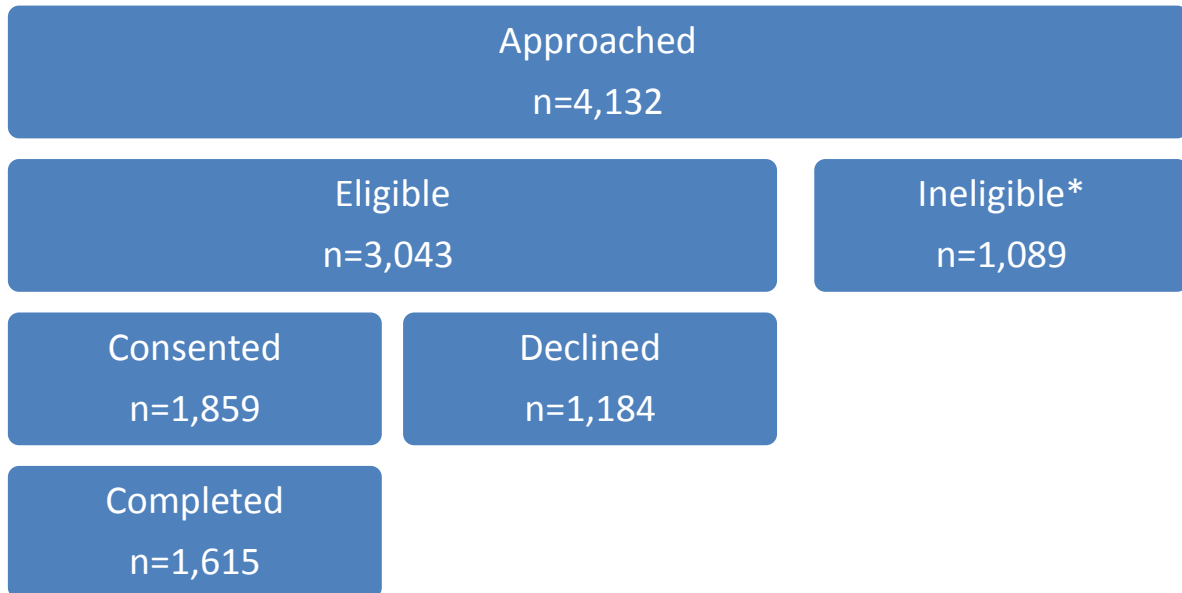 Approached
n=4,132
Eligible
n=3,043
Ineligible*
n=1,089
Consented
n=1,859
Declined
n=1,184
Completed
n=1,615